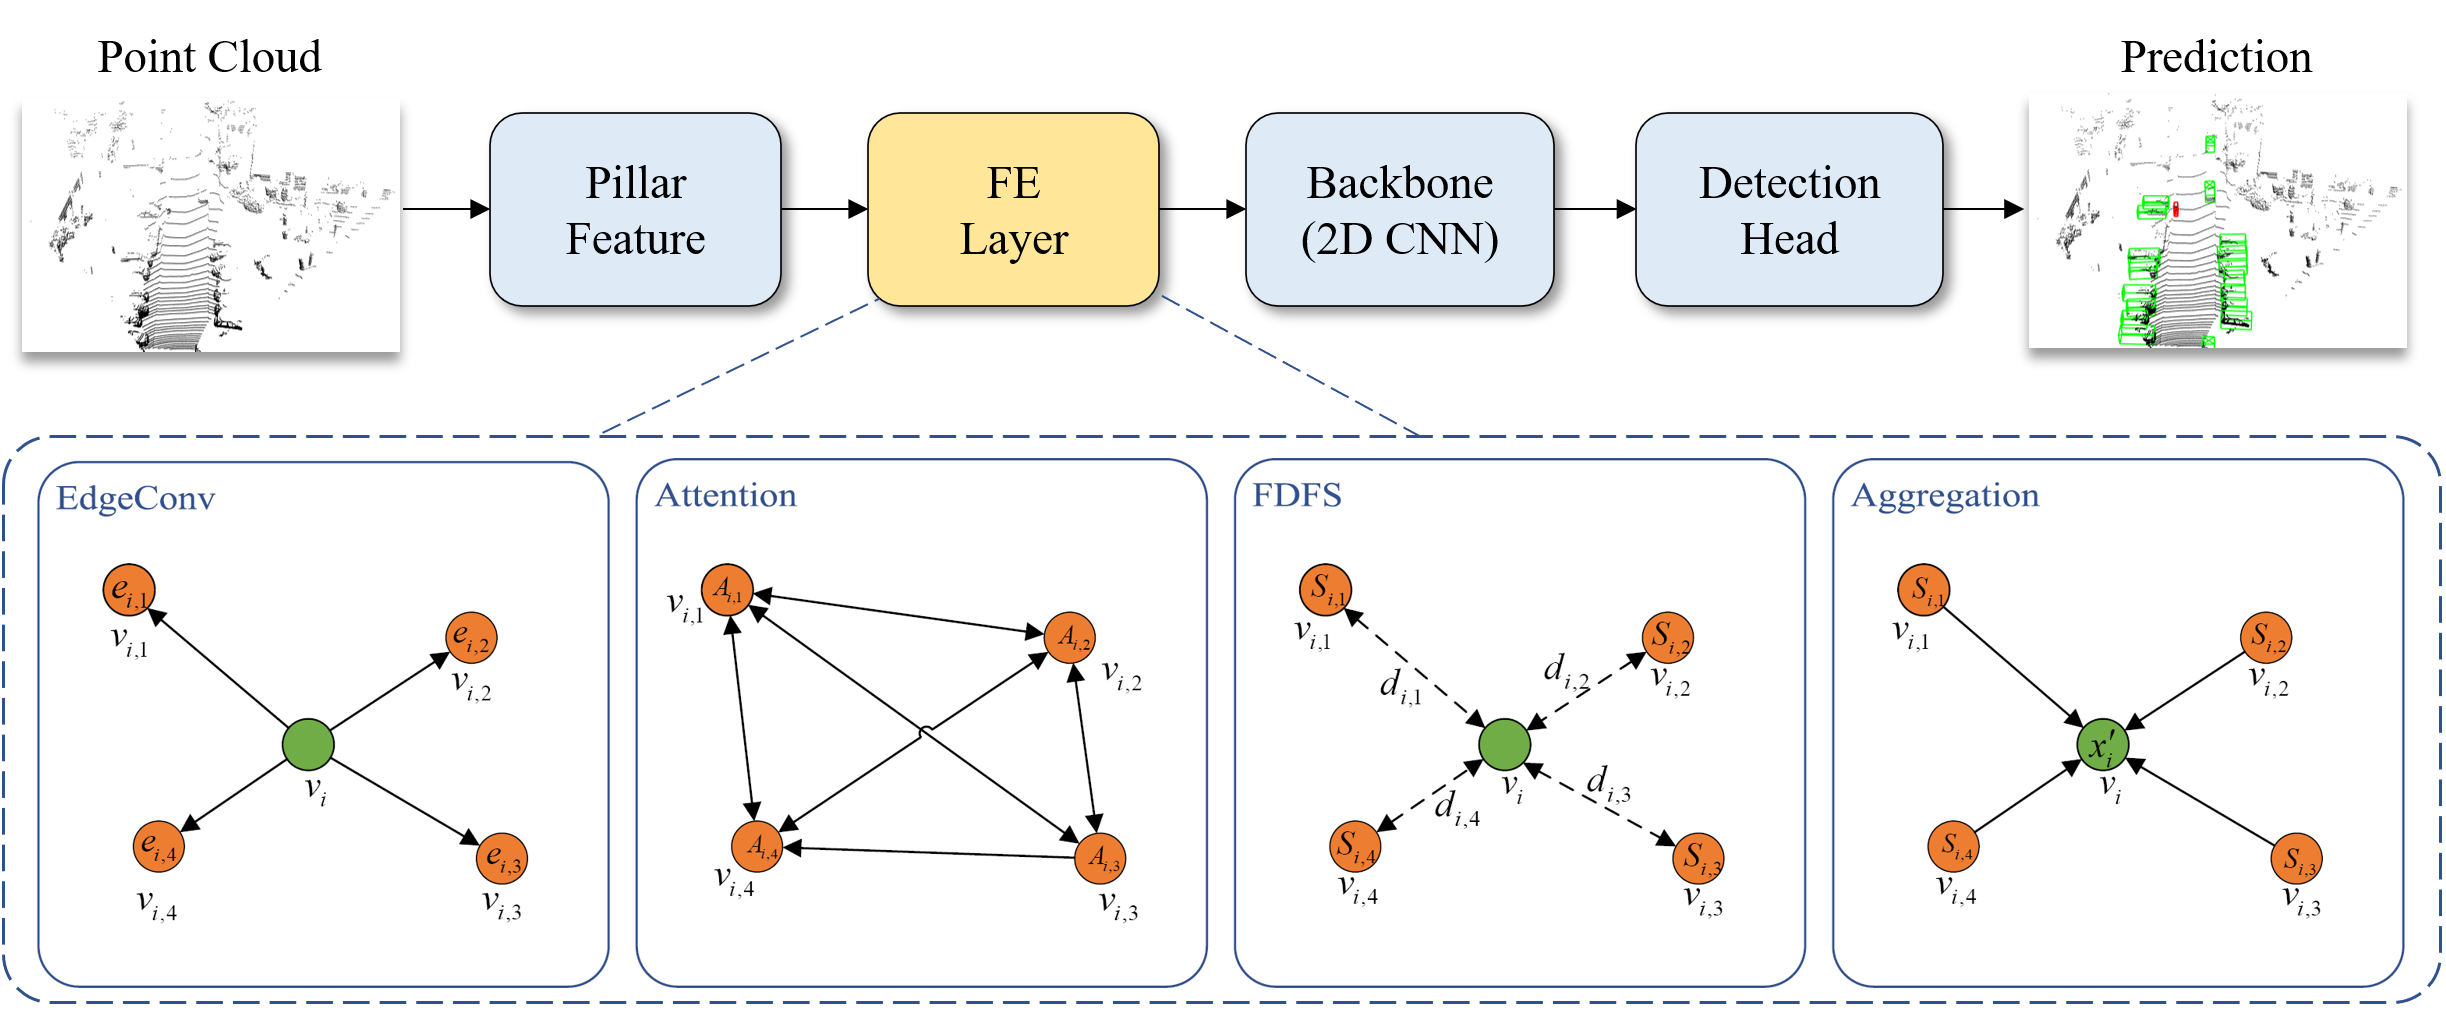 Point Cloud
Prediction
Pillar
Feature
FE
Layer
Backbone
(2D CNN)
Detection
Head
EdgeConv
e_{i,1}
v_{i,1}
e_{i,2}
v_{i,2}
v_i
e_{i,4}
v_{i,4}
e_{i,3}
v_{i,3}
Attention
A_{i,1}
v_{i,1}
A_{i,2}
v_{i,2}
A_{i,4}
v_{i,4}
A_{i,3}
v_{i,3}
FDFS
S_{i,1}
v_{i,1}
S_{i,2}
v_{i,2}
d_{i,1}
d_{i,2}
v_i
d_{i,3}
d_{i,4}
S_{i,4}
v_{i,4}
S_{i,3}
v_{i,3}
Aggregation
S_{i,1}
v_{i,1}
S_{i,2}
v_{i,2}
x'_i
v_i
S_{i,4}
v_{i,4}
S_{i,3}
v_{i,3}